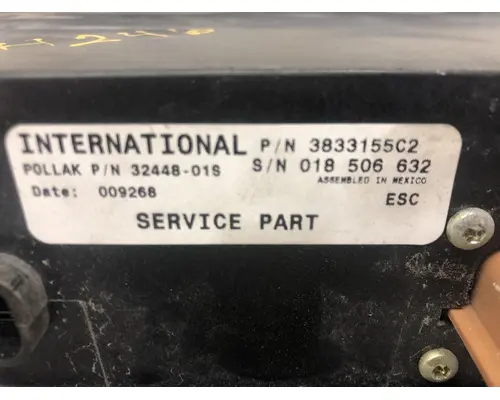 INTERNATIONAL P/N 3833155C2
POLLAK P/N 32448-01S S/N 018 506 632
ASSEMBLED IN MEXICO
Date: 009268 ESC
SERVICE PART